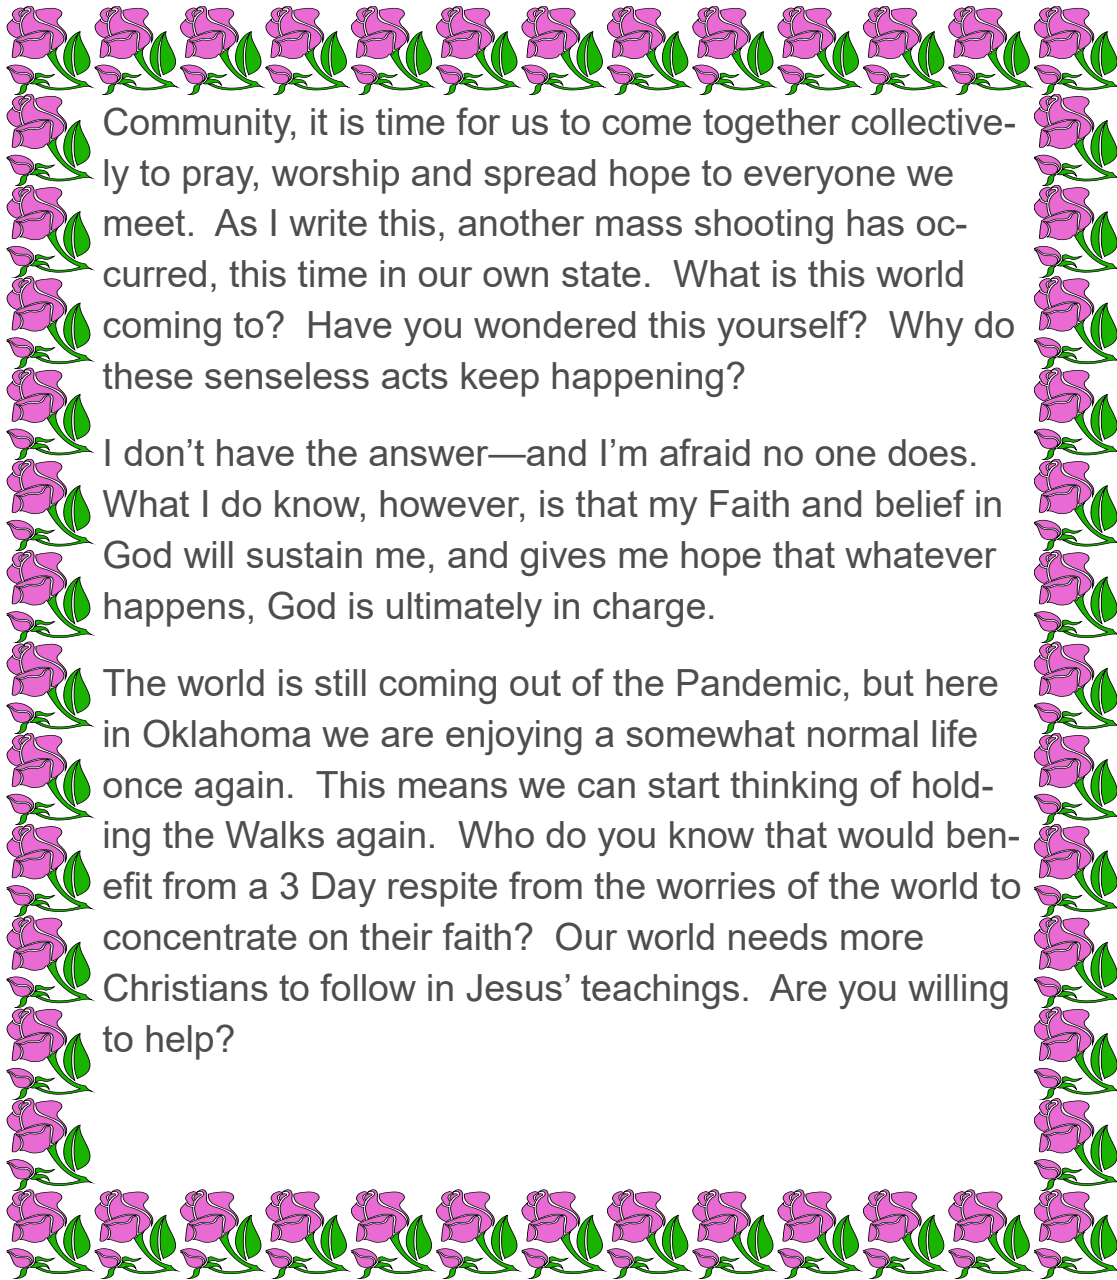 Community, it is time for us to come together collective-
ly to pray, worship and spread hope to everyone we
meet.  As I write this, another mass shooting has oc-
curred, this time in our own state.  What is this world
coming to?  Have you wondered this yourself?  Why do
these senseless acts keep happening?
I don’t have the answer—and I’m afraid no one does.
What I do know, however, is that my Faith and belief in
God will sustain me, and gives me hope that whatever
happens, God is ultimately in charge.
The world is still coming out of the Pandemic, but here
in Oklahoma we are enjoying a somewhat normal life
once again.  This means we can start thinking of hold-
ing the Walks again.  Who do you know that would ben-
efit from a 3 Day respite from the worries of the world to
concentrate on their faith?  Our world needs more
Christians to follow in Jesus’ teachings.  Are you willing
to help?